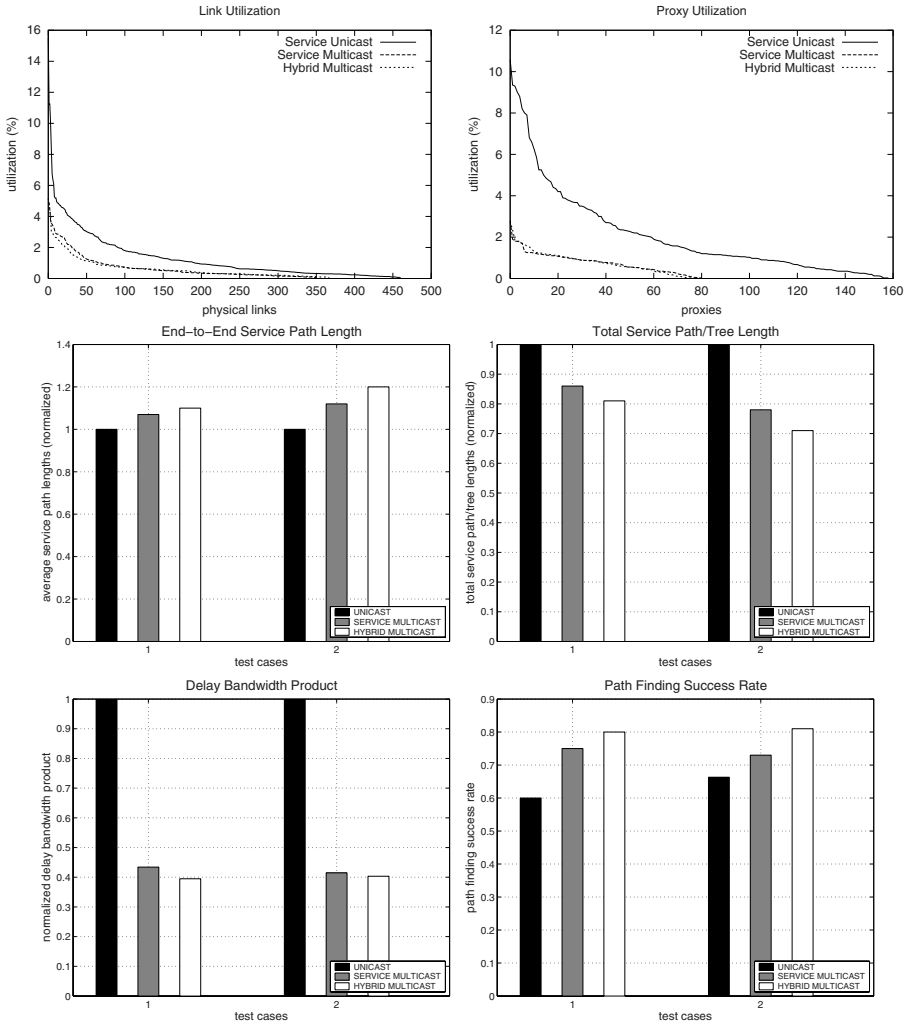 Link Utilization
16
14
12
10
8
6
4
2
0
utilization (%)
Service Unicast
Service Multicast
Hybrid Multicast
0 50 100 150 200 250 300 350 400 450 500
physical links
Proxy Utilization
12
10
8
6
4
2
0
utilization (%)
Service Unicast
Service Multicast
Hybrid Multicast
0 20 40 60 80 100 120 140 160
proxies
End−to−End Service Path Length
1.4
1.2
1
0.8
0.6
0.4
0.2
0
average service path lengths (normalized)
UNICAST
SERVICE MULTICAST
HYBRID MULTICAST
1 2
test cases
Total Service Path/Tree Length
1
0.9
0.8
0.7
0.6
0.5
0.4
0.3
0.2
0.1
0
total service path/tree lengths (normalized)
UNICAST
SERVICE MULTICAST
HYBRID MULTICAST
1 2
test cases
Delay Bandwidth Product
1
0.9
0.8
0.7
0.6
0.5
0.4
0.3
0.2
0.1
0
normalized delay bandwidth product
UNICAST
SERVICE MULTICAST
HYBRID MULTICAST
1 2
test cases
Path Finding Success Rate
0.9
0.8
0.7
0.6
0.5
0.4
0.3
0.2
0.1
0
path finding success rate
UNICAST
SERVICE MULTICAST
HYBRID MULTICAST
1 2
test cases